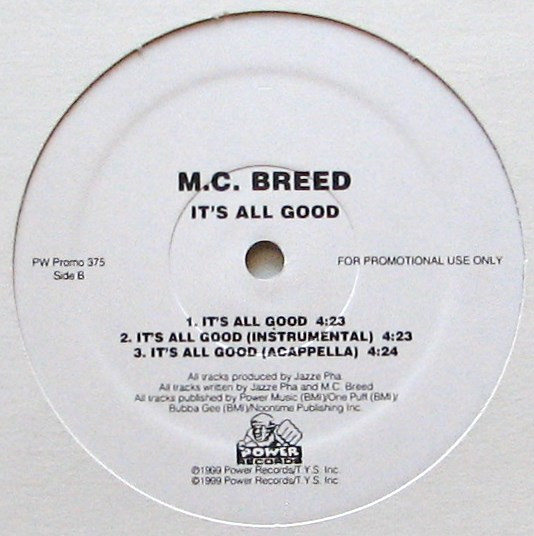 M.C. BREED
IT'S ALL GOOD
PW Promo 375
Side B
FOR PROMOTIONAL USE ONLY
1. IT'S ALL GOOD 4:23
2. IT'S ALL GOOD (INSTRUMENTAL) 4:23
3. IT'S ALL GOOD (ACAPPELLA) 4:24
All tracks produced by Jazze Pha.
All tracks written by Jazze Pha and M.C. Breed
All tracks published by Power Music (BMI)/One Puff (BMI)/
Bubba Gee (BMI)/Noontime Publishing Inc.
POWER
RECORDS
℗1999 Power Records/T.Y.S. Inc.
©1999 Power Records/T.Y.S. Inc.